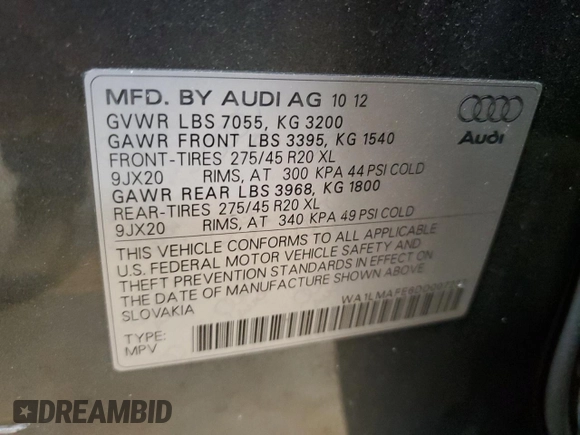 MFD. BY AUDI AG 10 12
GVWR LBS 7055, KG 3200
GAWR FRONT LBS 3395, KG 1540
FRONT-TIRES 275/45 R20 XL
9JX20 RIMS, AT 300 KPA 44 PSI COLD
GAWR REAR LBS 3968, KG 1800
REAR-TIRES 275/45 R20 XL
9JX20 RIMS, AT 340 KPA 49 PSI COLD
THIS VEHICLE CONFORMS TO ALL APPLICABLE
U.S. FEDERAL MOTOR VEHICLE SAFETY AND
THEFT PREVENTION STANDARDS IN EFFECT ON
THE DATE OF MANUFACTURE SHOWN ABOVE.
SLOVAKIA
TYPE:
MPV
Audi
DREAMBID